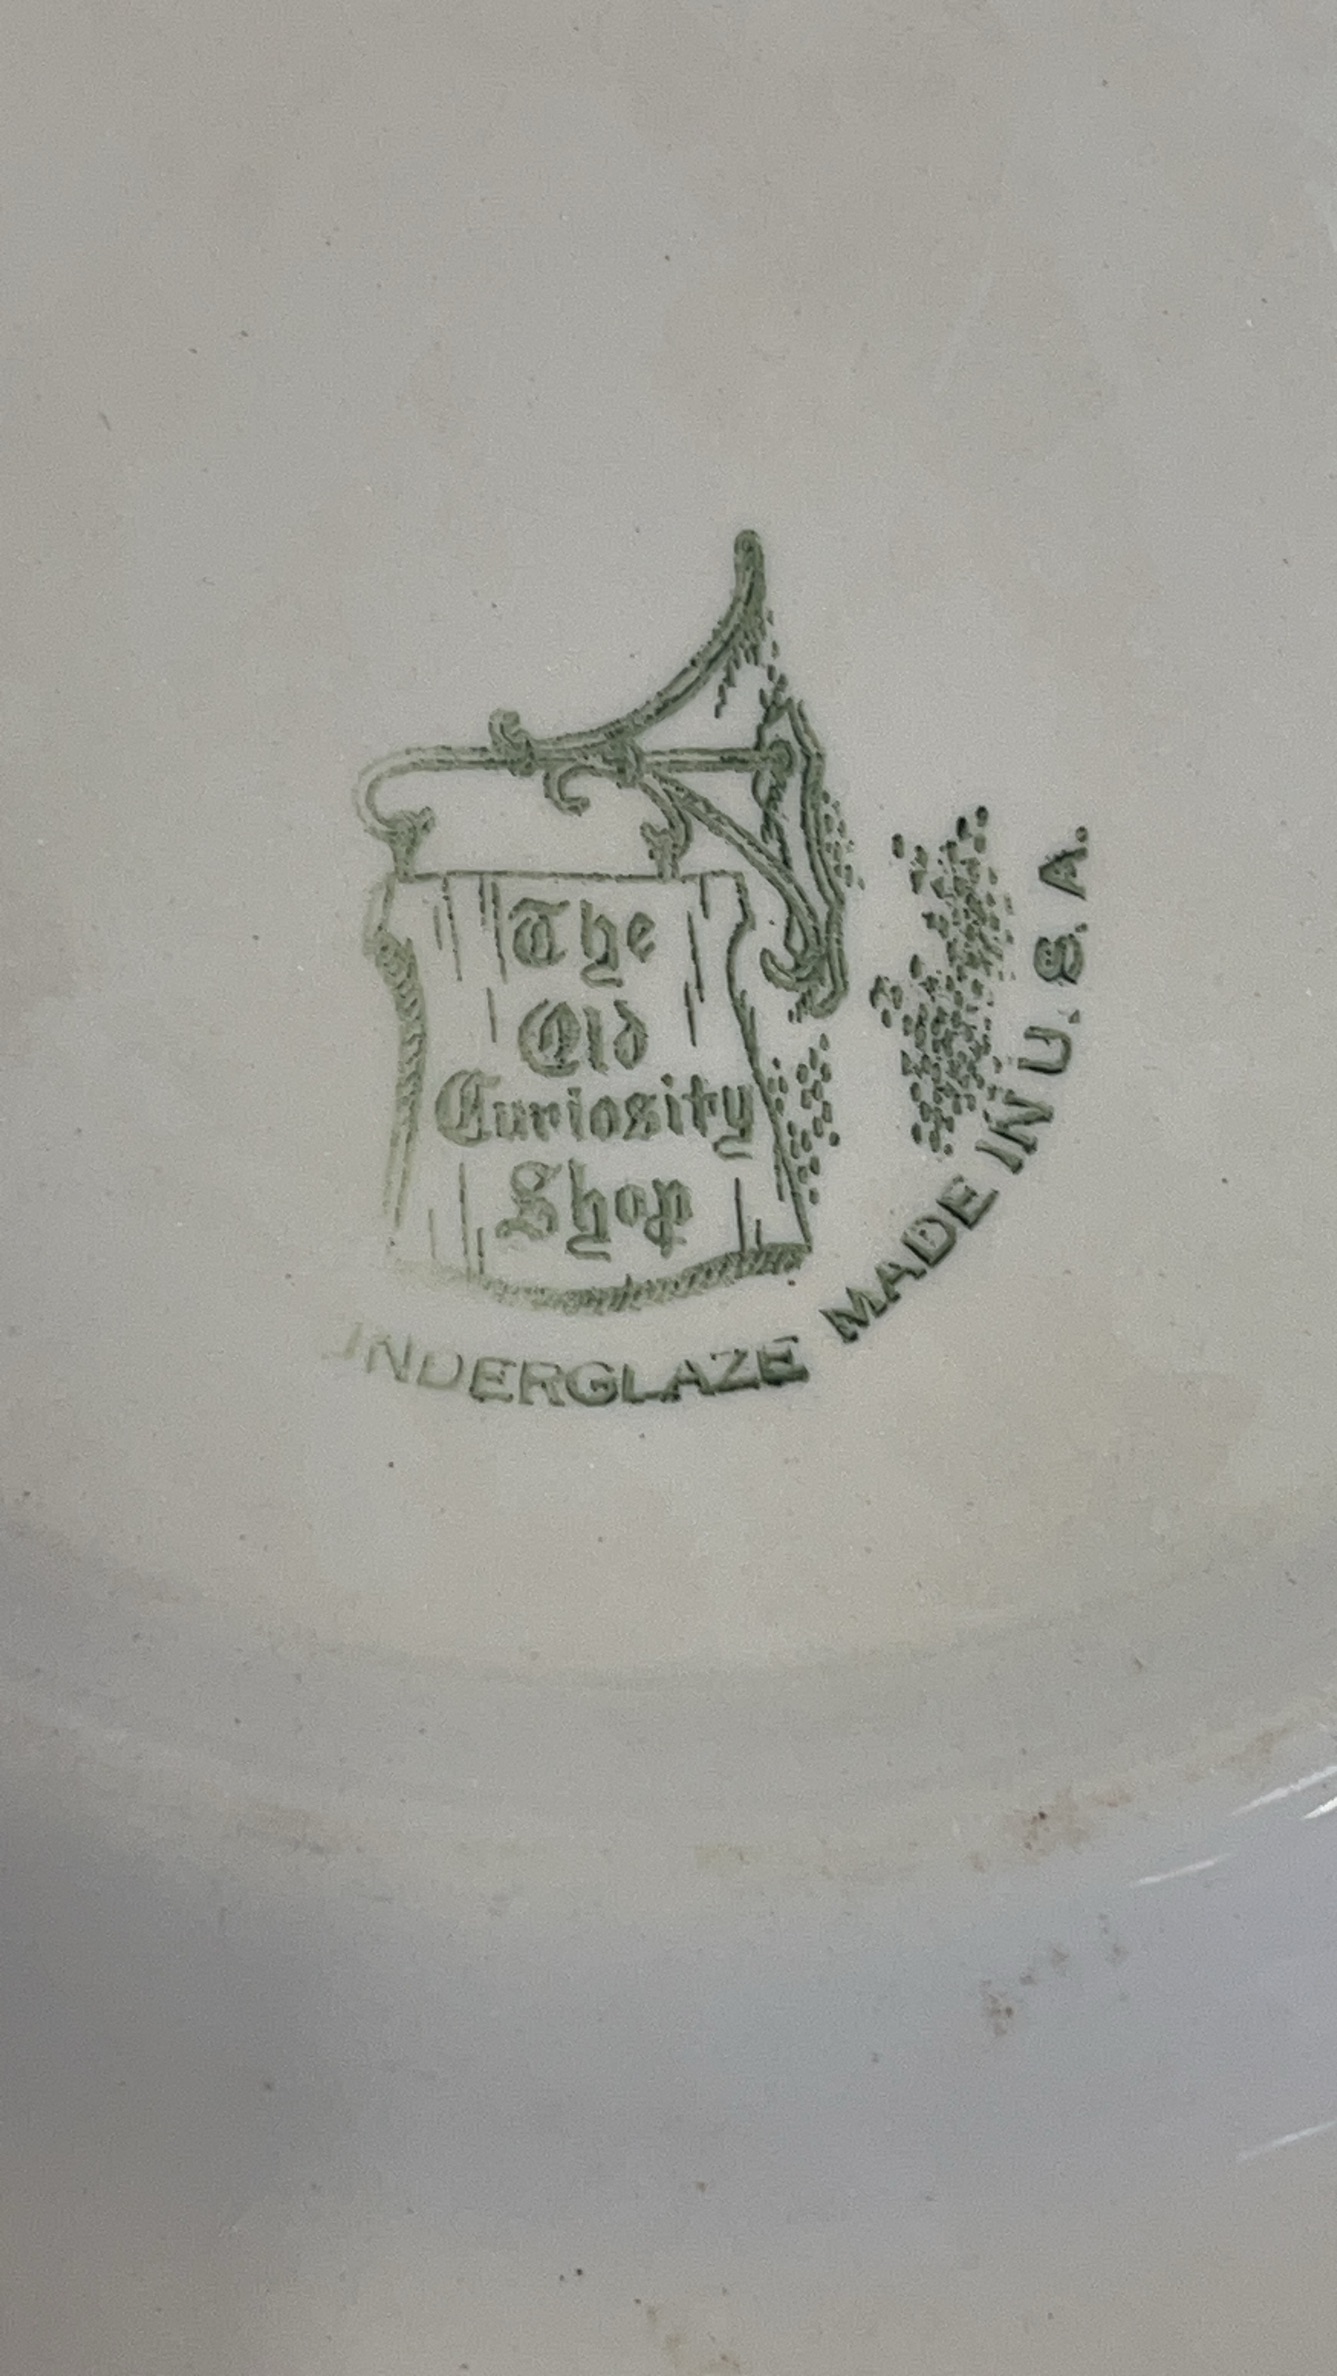 The
Old
Curiosity
Shop
UNDERGLAZE MADE IN U.S.A.